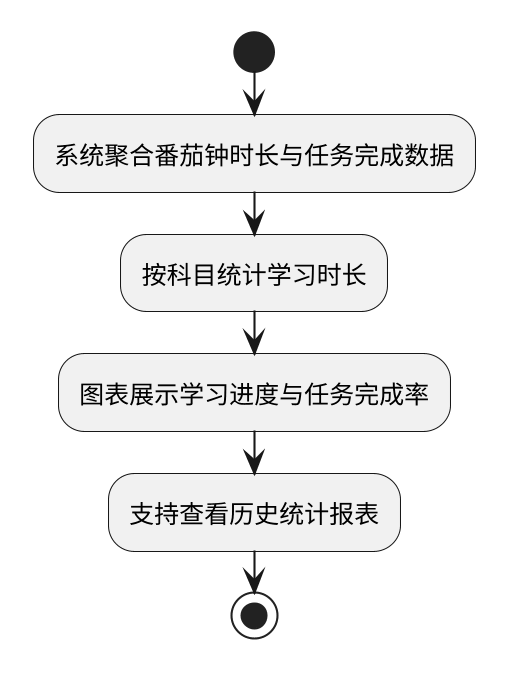 系统聚合番茄钟时长与任务完成数据
按科目统计学习时长
图表展示学习进度与任务完成率
支持查看历史统计报表